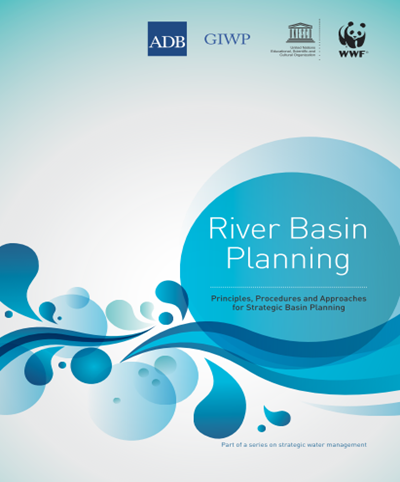 ADB
GIWP
United Nations
Educational, Scientific and
Cultural Organization
WWF
River Basin
Planning
Principles, Procedures and Approaches
for Strategic Basin Planning
Part of a series on strategic water management